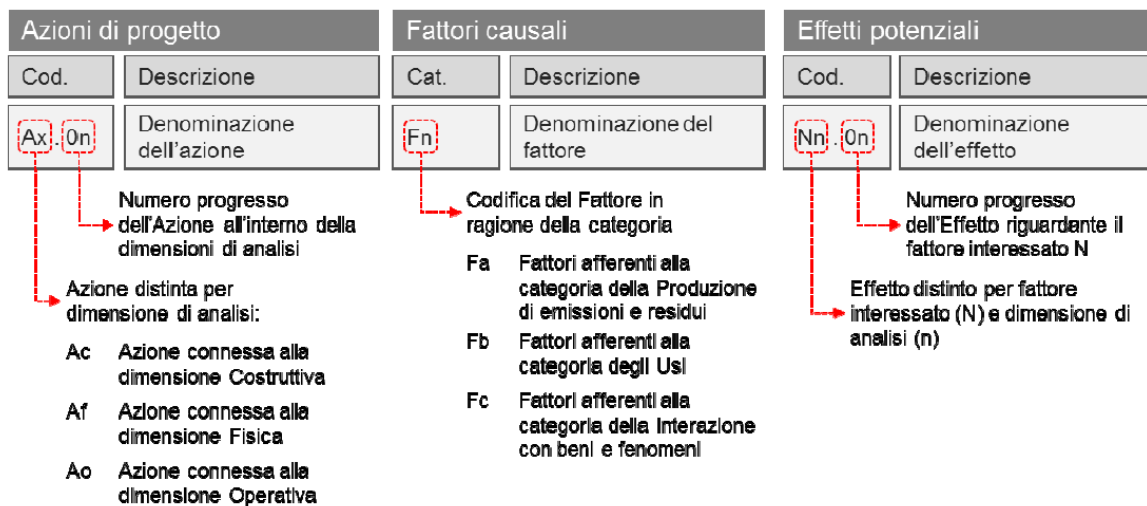 Azioni di progetto
Cod.
Descrizione
Ax . 0n
Denominazione
dell'azione
Numero progresso
dell'Azione all'interno della
dimensioni di analisi
Azione distinta per
dimensione di analisi:
Ac Azione connessa alla
dimensione Costruttiva
Af Azione connessa alla
dimensione Fisica
Ao Azione connessa alla
dimensione Operativa
Fattori causali
Cat.
Descrizione
Fn
Denominazione del
fattore
Codifica del Fattore in
ragione della categoria
Fa Fattori afferenti alla
categoria della Produzione
di emissioni e residui
Fb Fattori afferenti alla
categoria degli Usi
Fc Fattori afferenti alla
categoria della Interazione
con beni e fenomeni
Effetti potenziali
Cod.
Descrizione
Nn . 0n
Denominazione
dell'effetto
Numero progresso
dell'Effetto riguardante il
fattore interessato N
Effetto distinto per fattore
interessato (N) e dimensione di
analisi (n)